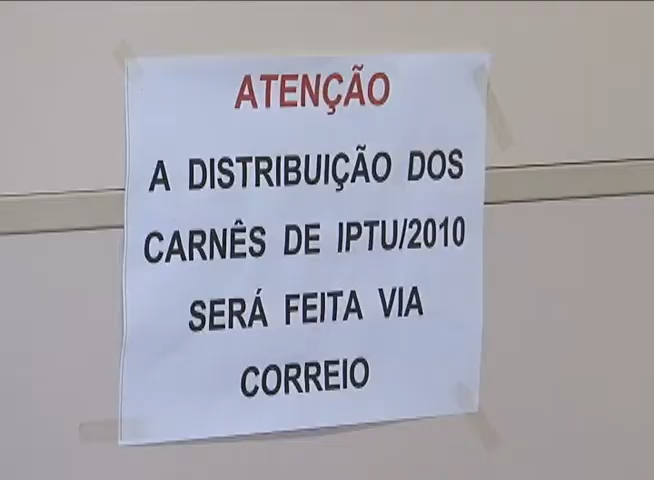 ATENÇÃO
A DISTRIBUIÇÃO DOS
CARNÊS DE IPTU/2010
SERÁ FEITA VIA
CORREIO